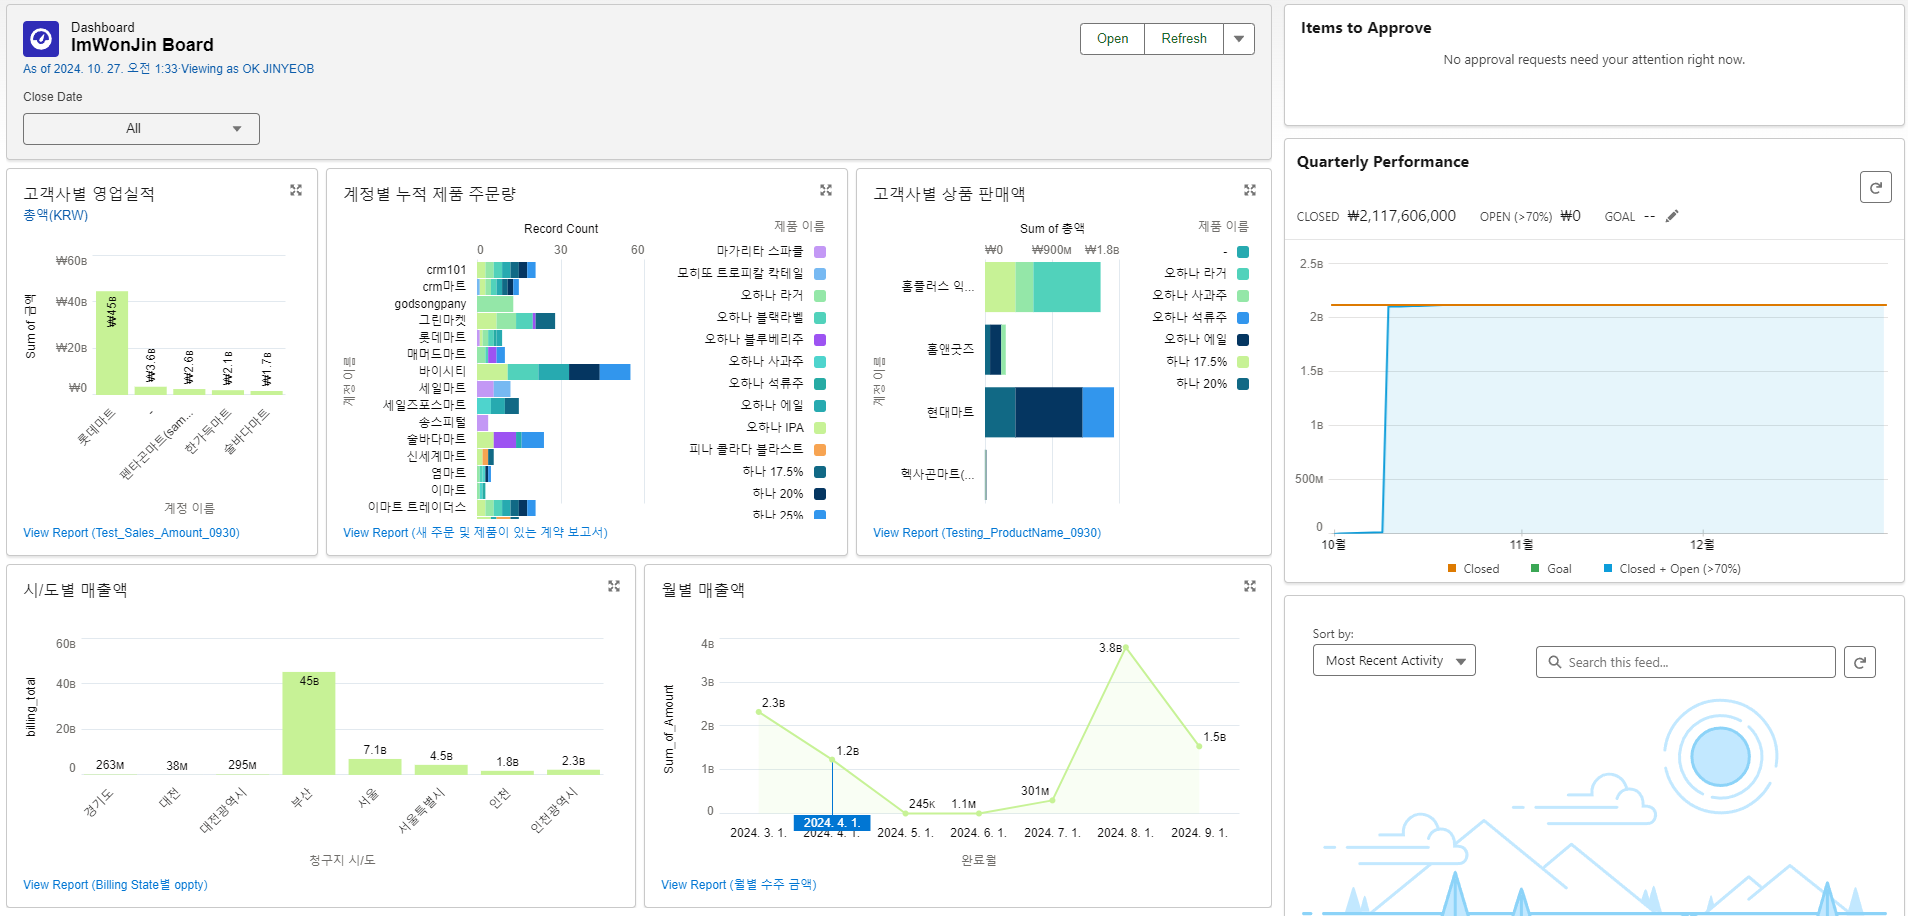 Dashboard
ImWonJin Board
As of 2024. 10. 27. 오전 1:33·Viewing as OK JINYEOB
Open
Refresh
Close Date
All
고객사별 영업실적
총액(KRW)
Sum of 금액
₩60B
₩40B
₩20B
₩0
₩45B
₩3.6B
₩2.6B
₩2.1B
₩1.7B
롯데마트
-
펜타곤마트(sam...
한가득마트
술바다마트
계정 이름
View Report (Test_Sales_Amount_0930)
계정별 누적 제품 주문량
Record Count
0
30
60
계정 이름
crm101
crm마트
godsongpany
그린마켓
롯데마트
매머드마트
바이시티
세일마트
세일즈포스마트
송스피털
술바다마트
신세계마트
염마트
이마트
이마트 트레이더스
제품 이름
마가리타 스파클
모히또 트로피칼 칵테일
오하나 라거
오하나 블랙라벨
오하나 블루베리주
오하나 사과주
오하나 석류주
오하나 에일
오하나 IPA
피나 콜라다 블라스트
하나 17.5%
하나 20%
하나 25%
View Report (새 주문 및 제품이 있는 계약 보고서)
고객사별 상품 판매액
Sum of 총액
₩0
₩900M
₩1.8B
계정 이름
홈플러스 익...
홈앤굿즈
현대마트
헥사곤마트(...
제품 이름
-
오하나 라거
오하나 사과주
오하나 석류주
오하나 에일
하나 17.5%
하나 20%
View Report (Testing_ProductName_0930)
시/도별 매출액
billing_total
60B
40B
20B
0
263M
38M
295M
45B
7.1B
4.5B
1.8B
2.3B
경기도
대전
대전광역시
부산
서울
서울특별시
인천
인천광역시
청구지 시/도
View Report (Billing State별 oppty)
월별 매출액
Sum_of_Amount
4B
3B
2B
1B
0
2.3B
1.2B
245K
1.1M
301M
3.8B
1.5B
2024. 3. 1.
2024. 4. 1.
2024. 4. 1.
2024. 5. 1.
2024. 6. 1.
2024. 7. 1.
2024. 8. 1.
2024. 9. 1.
완료월
View Report (월별 수주 금액)
Items to Approve
No approval requests need your attention right now.
Quarterly Performance
CLOSED ₩2,117,606,000 OPEN (>70%) ₩0 GOAL --
2.5B
2B
1.5B
1B
500M
0
10월
11월
12월
Closed
Goal
Closed + Open (>70%)
Sort by:
Most Recent Activity
Search this feed...